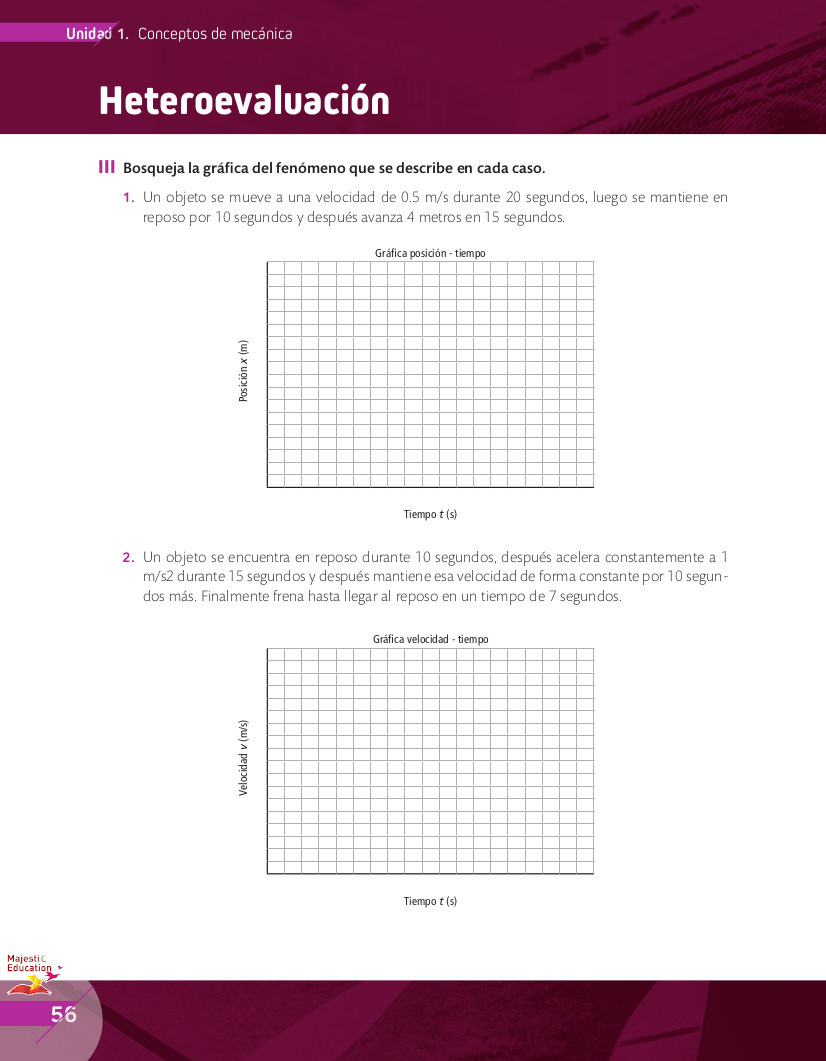 Unidad 1. Conceptos de mecánica
Heteroevaluación
III Bosqueja la gráfica del fenómeno que se describe en cada caso.
1. Un objeto se mueve a una velocidad de 0.5 m/s durante 20 segundos, luego se mantiene en
reposo por 10 segundos y después avanza 4 metros en 15 segundos.
Gráfica posición - tiempo
Posición x (m)
Tiempo t (s)
2. Un objeto se encuentra en reposo durante 10 segundos, después acelera constantemente a 1
m/s2 durante 15 segundos y después mantiene esa velocidad de forma constante por 10 segun-
dos más. Finalmente frena hasta llegar al reposo en un tiempo de 7 segundos.
Gráfica velocidad - tiempo
Velocidad v (m/s)
Tiempo t (s)
Majestic
Education
56